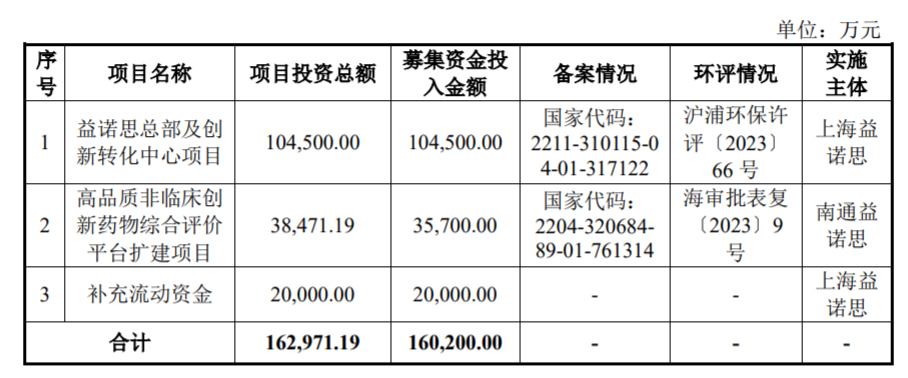 单位：万元
序号 项目名称 项目投资总额 募集资金投入金额 备案情况 环评情况 实施主体
1 益诺思总部及创新转化中心项目 104,500.00 104,500.00 国家代码：2211-310115-04-01-317122 沪浦环保许评〔2023〕66号 上海益诺思
2 高品质非临床创新药物综合评价平台扩建项目 38,471.19 35,700.00 国家代码：2204-320684-89-01-761314 海审批表复〔2023〕9号 南通益诺思
3 补充流动资金 20,000.00 20,000.00 - - 上海益诺思
合计 162,971.19 160,200.00 - - -